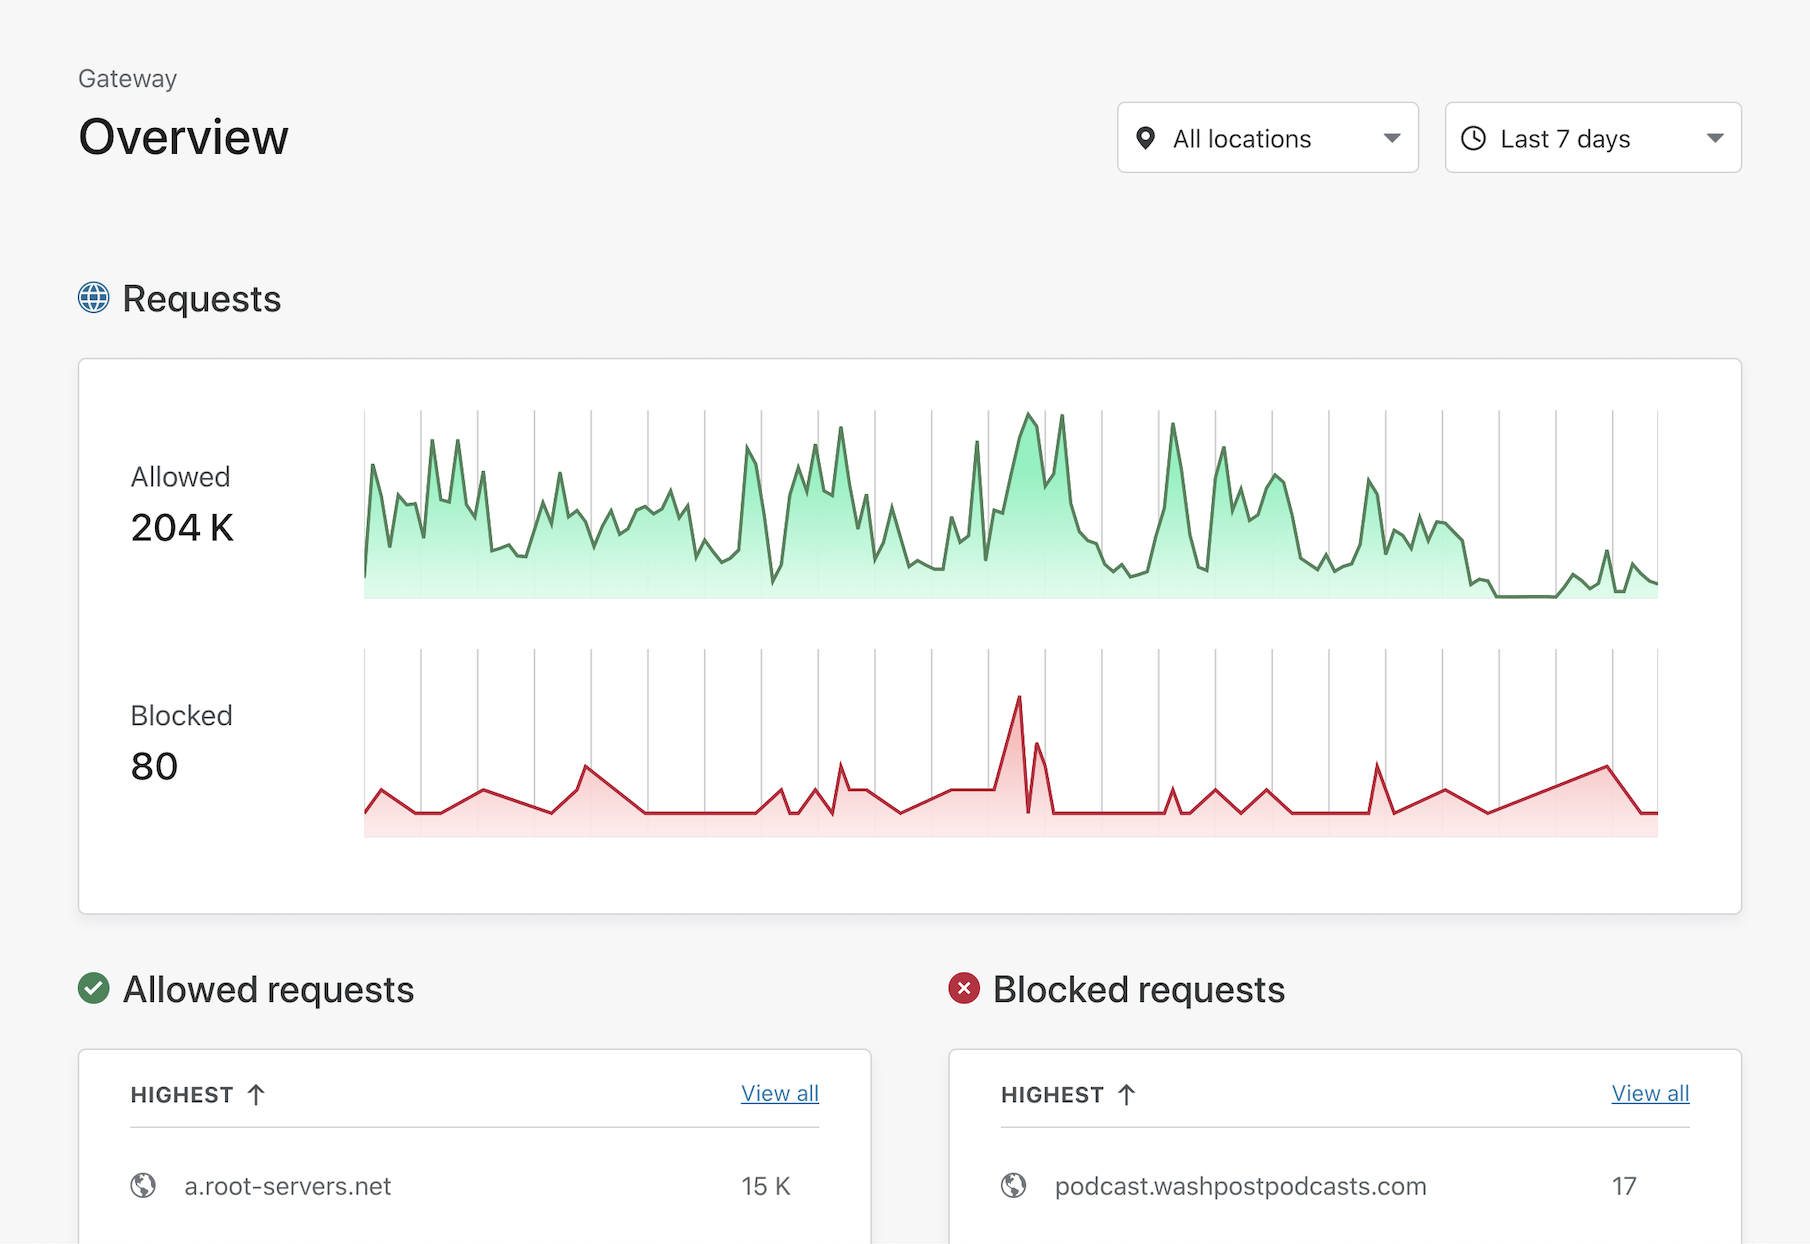 Gateway
Overview
All locations
Last 7 days
Requests
Allowed
204 K
Blocked
80
Allowed requests
Blocked requests
HIGHEST ↑ View all
HIGHEST ↑ View all
a.root-servers.net 15 K
podcast.washpostpodcasts.com 17